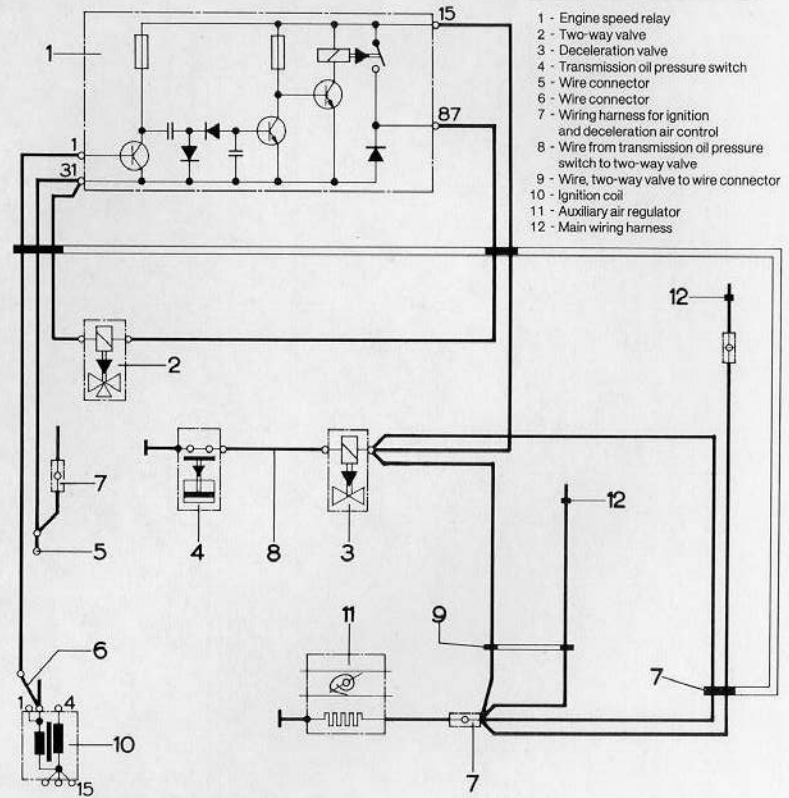 1 - Engine speed relay
2 - Two-way valve
3 - Deceleration valve
4 - Transmission oil pressure switch
5 - Wire connector
6 - Wire connector
7 - Wiring harness for ignition
and deceleration air control
8 - Wire from transmission oil pressure
switch to two-way valve
9 - Wire, two-way valve to wire connector
10 - Ignition coil
11 - Auxiliary air regulator
12 - Main wiring harness
15
1
87
1
31
12
2
7
12
5
4
8
3
9
11
6
7
1
4
10
7
15